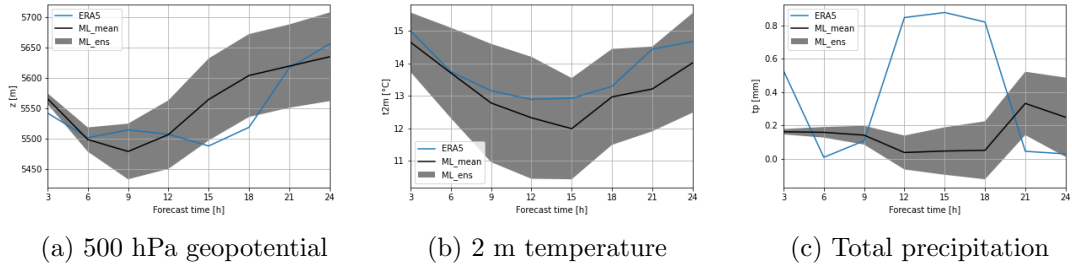 5700
5650
5600
5550
5500
5450
z [m]
ERA5
ML_mean
ML_ens
3 6 9 12 15 18 21 24
Forecast time [h]
(a) 500 hPa geopotential
15
14
13
12
11
t2m [°C]
ERA5
ML_mean
ML_ens
3 6 9 12 15 18 21 24
Forecast time [h]
(b) 2 m temperature
0.8
0.6
0.4
0.2
0.0
tp [mm]
ERA5
ML_mean
ML_ens
3 6 9 12 15 18 21 24
Forecast time [h]
(c) Total precipitation